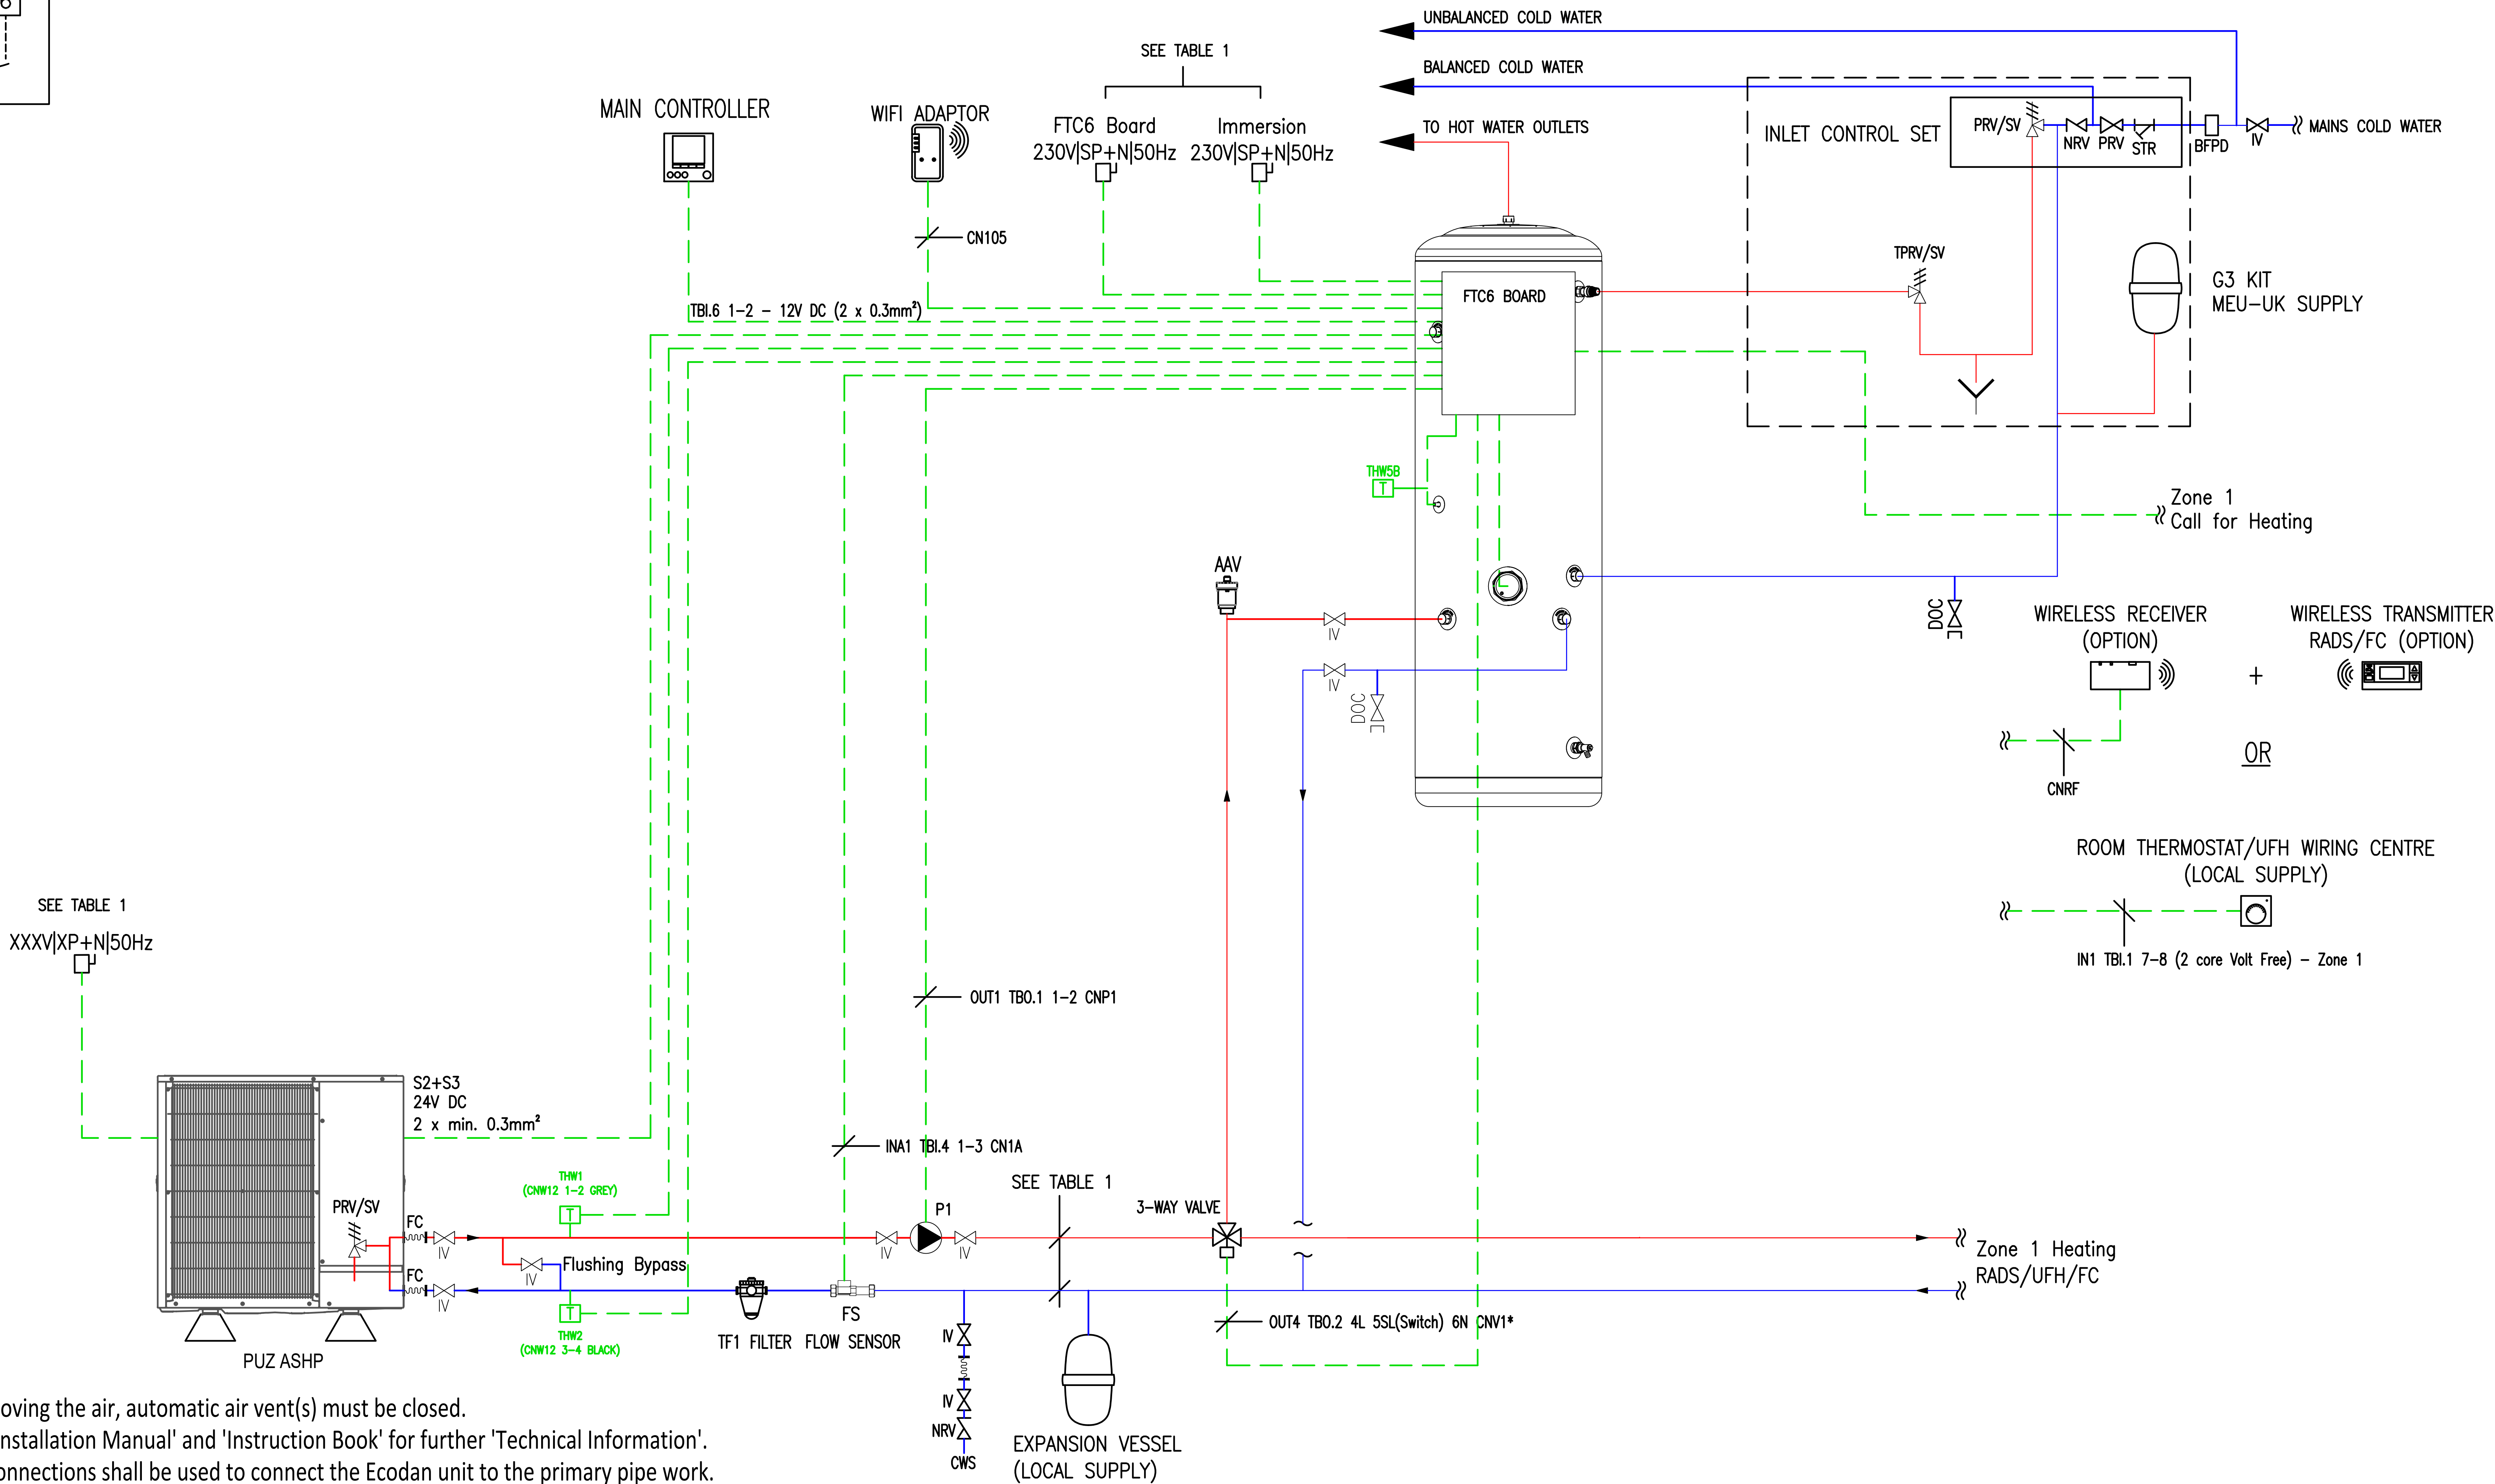 UNBALANCED COLD WATER
SEE TABLE 1
BALANCED COLD WATER
MAIN CONTROLLER
WIFI ADAPTOR
FTC6 Board
230V|SP+N|50Hz
Immersion
230V|SP+N|50Hz
TO HOT WATER OUTLETS
INLET CONTROL SET
PRV/SV
NRV
PRV
STR
BFPD
IV
MAINS COLD WATER
CN105
TPRV/SV
G3 KIT
MEU-UK SUPPLY
FTC6 BOARD
TBI.6 1-2 - 12V DC (2 x 0.3mm²)
THW5B
T
Zone 1
Call for Heating
AAV
IV
IV
DOC
DOC
WIRELESS RECEIVER
(OPTION)
WIRELESS TRANSMITTER
RADS/FC (OPTION)
+
CNRF
OR
ROOM THERMOSTAT/UFH WIRING CENTRE
(LOCAL SUPPLY)
IN1 TBI.1 7-8 (2 core Volt Free) - Zone 1
SEE TABLE 1
XXXV|XP+N|50Hz
OUT1 TBO.1 1-2 CNP1
S2+S3
24V DC
2 x min. 0.3mm²
INA1 TBI.4 1-3 CN1A
THW1
(CNW12 1-2 GREY)
T
SEE TABLE 1
PRV/SV
FC
IV
P1
IV
IV
3-WAY VALVE
Flushing Bypass
IV
FC
IV
Zone 1 Heating
RADS/UFH/FC
T
THW2
(CNW12 3-4 BLACK)
TF1 FILTER
FS
FLOW SENSOR
OUT4 TBO.2 4L 5SL(Switch) 6N CNV1*
IV
IV
NRV
CWS
PUZ ASHP
EXPANSION VESSEL
(LOCAL SUPPLY)
oving the air, automatic air vent(s) must be closed.
nstallation Manual' and 'Instruction Book' for further 'Technical Information'.
onnections shall be used to connect the Ecodan unit to the primary pipe work.